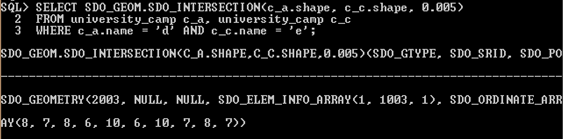 SQL> SELECT SDO_GEOM.SDO_INTERSECTION(c_a.shape, c_c.shape, 0.005)
2 FROM university_camp c_a, university_camp c_c
3 WHERE c_a.name = 'd' AND c_c.name = 'e';
SDO_GEOM.SDO_INTERSECTION(C_A.SHAPE,C_C.SHAPE,0.005)(SDO_GTYPE, SDO_SRID, SDO_PO
--------------------------------------------------------------------------------
SDO_GEOMETRY(2003, NULL, NULL, SDO_ELEM_INFO_ARRAY(1, 1003, 1), SDO_ORDINATE_ARR
AY(8, 7, 8, 6, 10, 6, 10, 7, 8, 7))